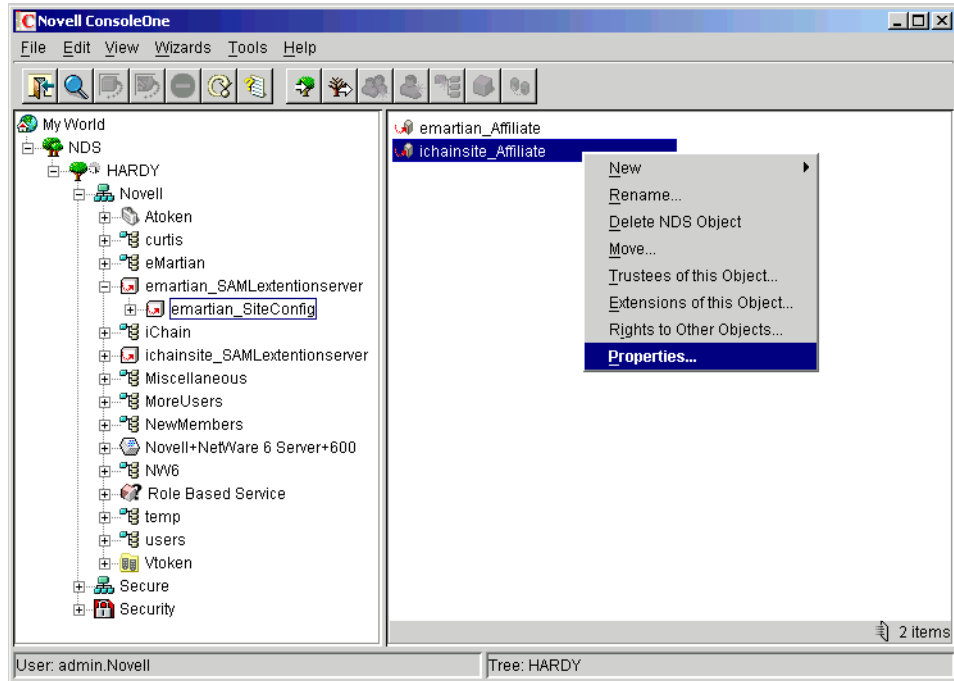 Novell ConsoleOne
File Edit View Wizards Tools Help
My World
NDS
HARDY
Novell
Atoken
curtis
eMartian
emartian_SAMLextentionserver
emartian_SiteConfig
iChain
ichainsite_SAMLextentionserver
Miscellaneous
MoreUsers
NewMembers
Novell+NetWare 6 Server+600
NW6
Role Based Service
temp
users
Vtoken
Secure
Security
emartian_Affiliate
ichainsite_Affiliate
New
Rename...
Delete NDS Object
Move...
Trustees of this Object...
Extensions of this Object...
Rights to Other Objects...
Properties...
2 items
User: admin.Novell
Tree: HARDY